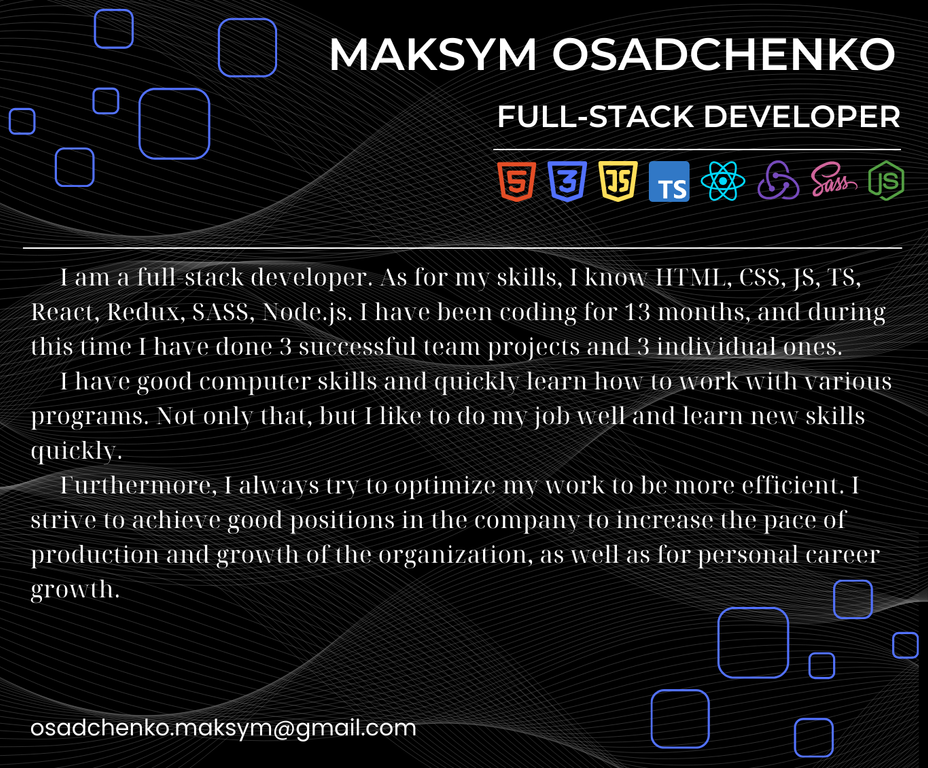 MAKSYM OSADCHENKO
FULL-STACK DEVELOPER
5 3 JS TS Sass JS
I am a full-stack developer. As for my skills, I know HTML, CSS, JS, TS,
React, Redux, SASS, Node.js. I have been coding for 13 months, and during
this time I have done 3 successful team projects and 3 individual ones.
I have good computer skills and quickly learn how to work with various
programs. Not only that, but I like to do my job well and learn new skills
quickly.
Furthermore, I always try to optimize my work to be more efficient. I
strive to achieve good positions in the company to increase the pace of
production and growth of the organization, as well as for personal career
growth.
osadchenko.maksym@gmail.com